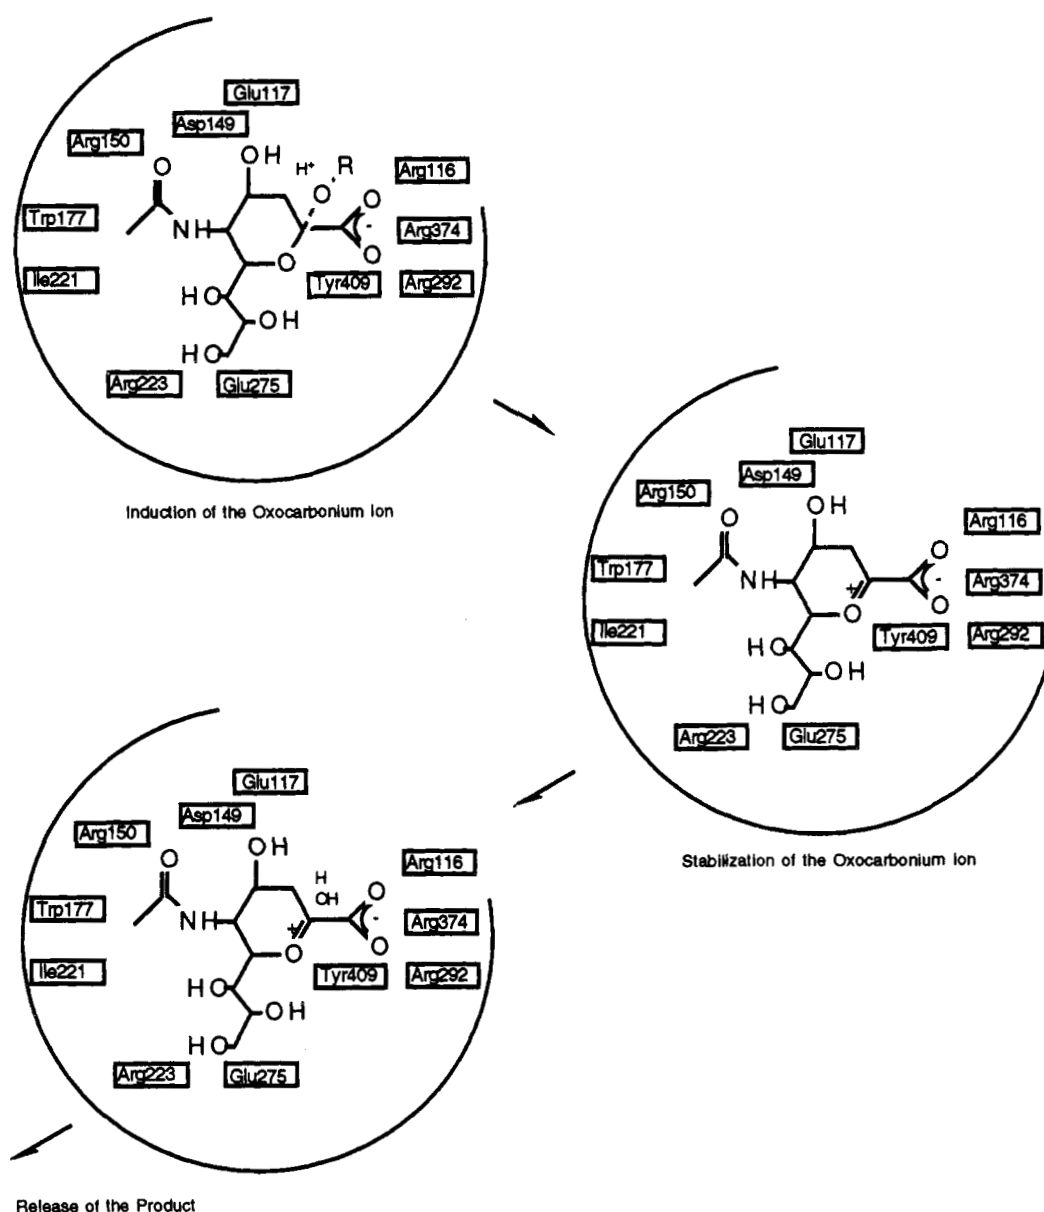 Glu117
Asp149
Arg150
O
OH
H+
R
O
O
Arg116
Trp177
NH
-
Arg374
O
O
Ile221
HO
Tyr409
Arg292
OH
HO
Arg223
Glu275
Induction of the Oxocarbonium Ion
Glu117
Asp149
Arg150
O
OH
Arg116
O
Trp177
NH
+
-
Arg374
O
O
Ile221
HO
Tyr409
Arg292
OH
HO
Arg223
Glu275
Stabilization of the Oxocarbonium Ion
Glu117
Asp149
Arg150
O
OH
H
OH
O
Arg116
Trp177
NH
+
-
Arg374
O
O
Ile221
HO
Tyr409
Arg292
OH
HO
Arg223
Glu275
Release of the Product